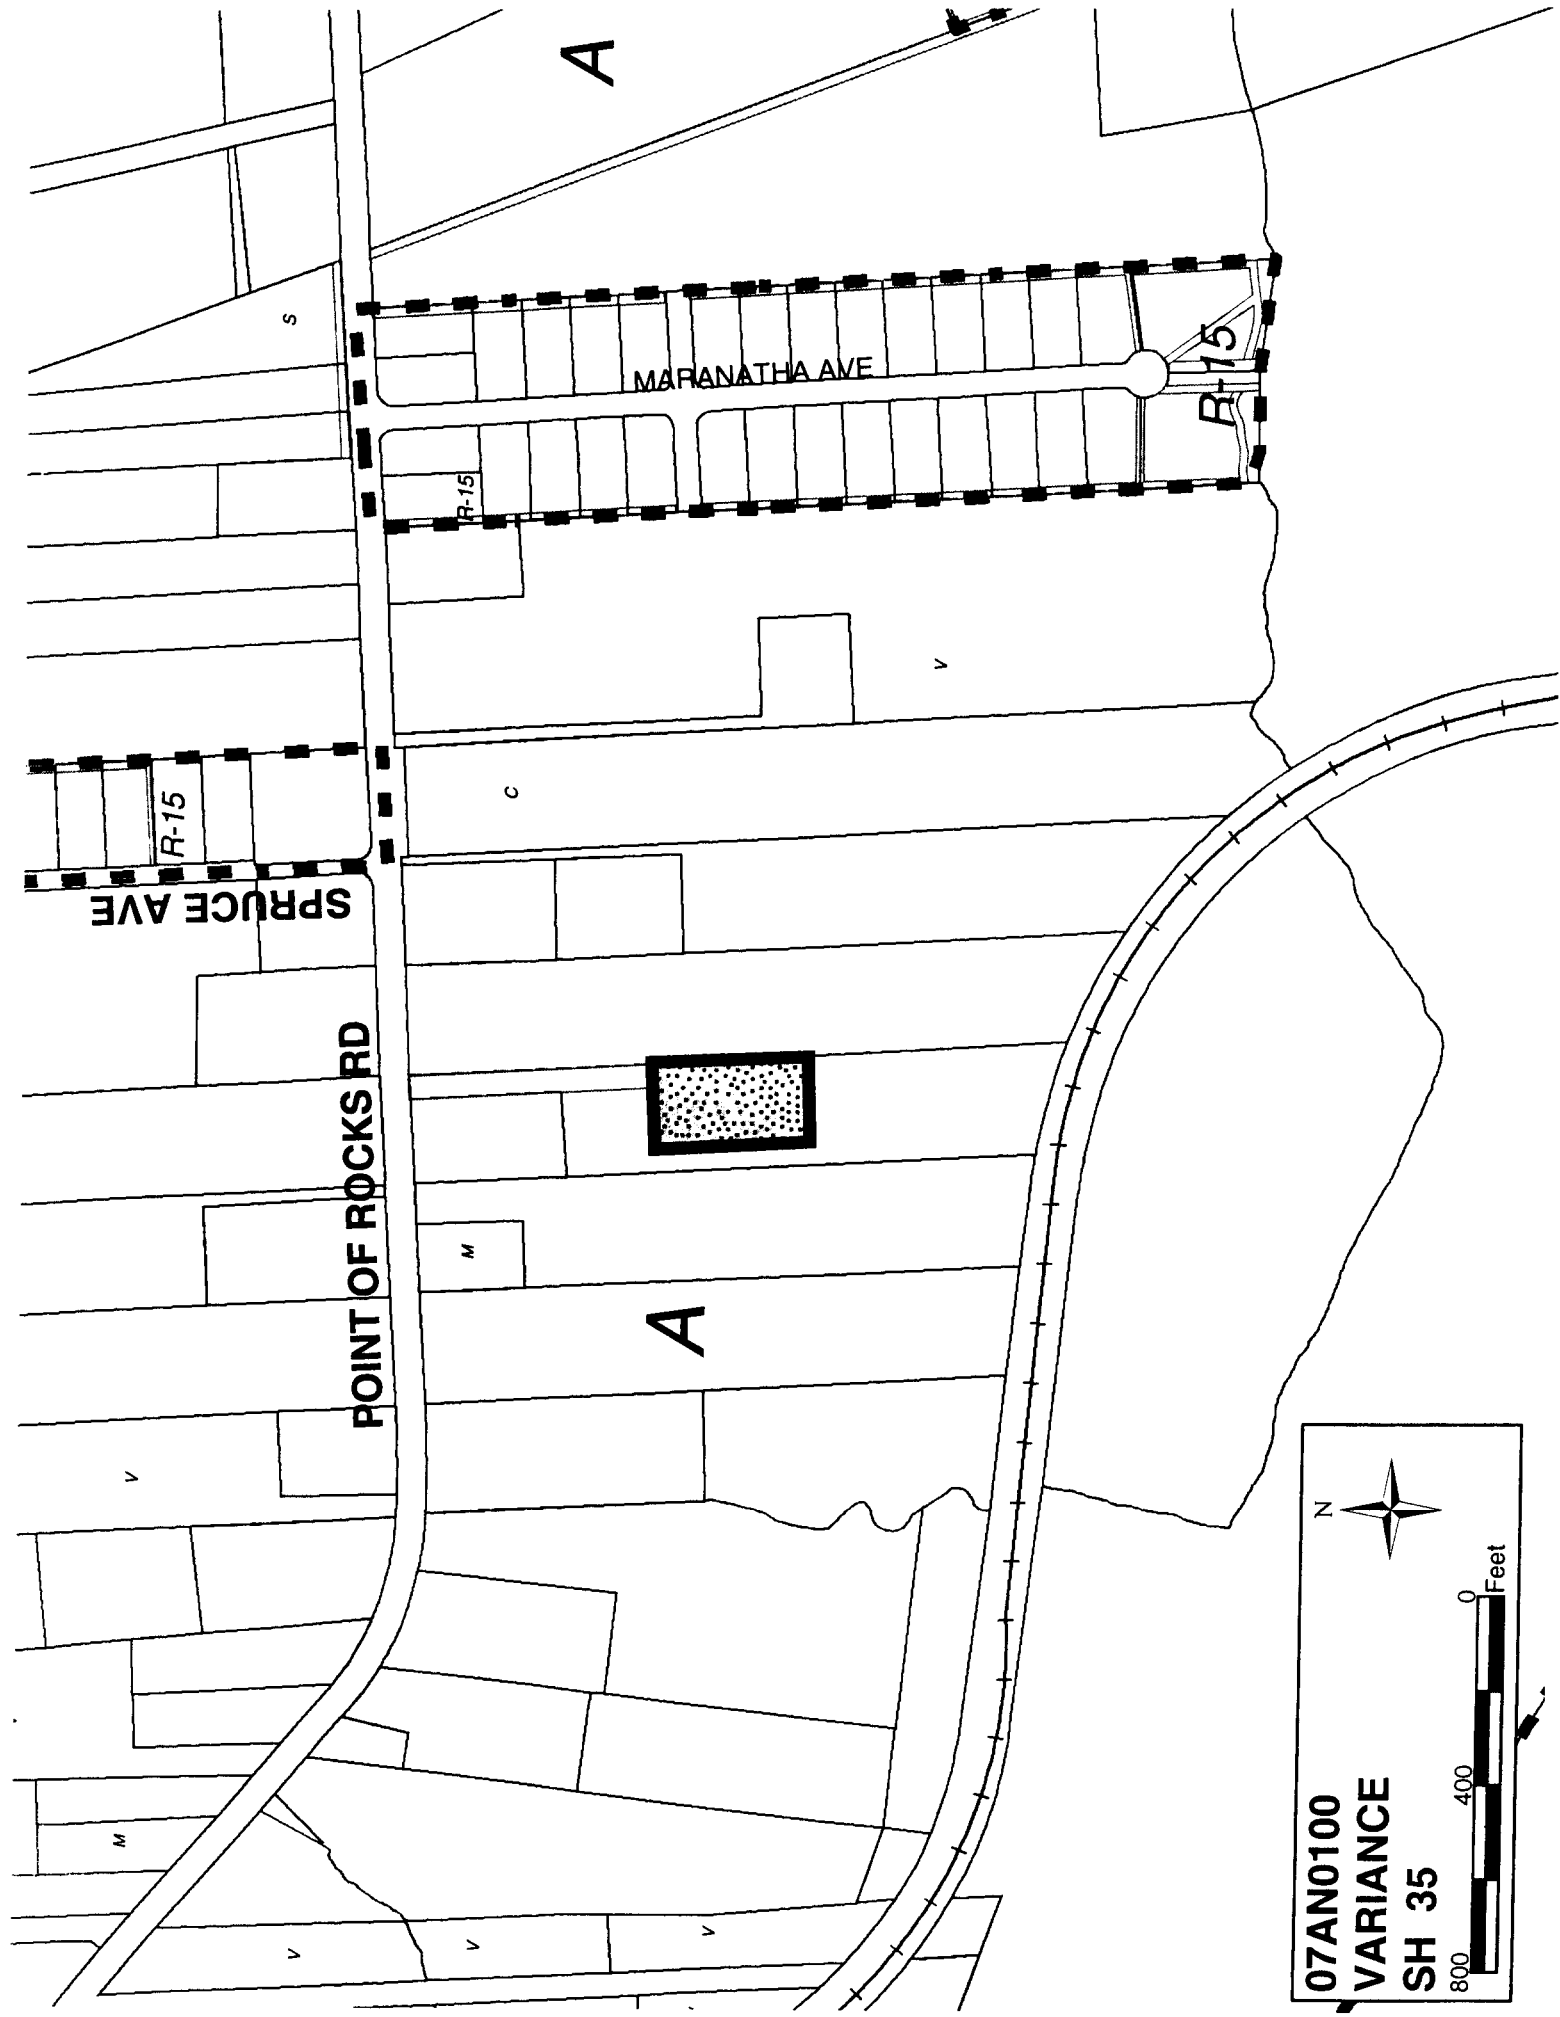 A
S
MARANATHA AVE
R-15
R-15
V
R-15
C
SPRUCE AVE
POINT OF ROCKS RD
M
A
V
M
V
V
V
N
07AN0100
VARIANCE
SH 35
800 400 0
Feet